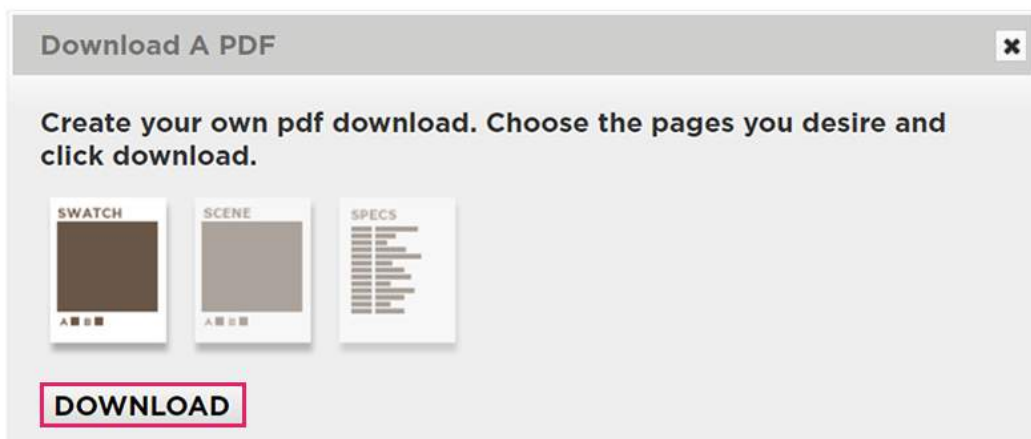 Download A PDF
Create your own pdf download. Choose the pages you desire and
click download.
SWATCH SCENE SPECS
A B A B
DOWNLOAD